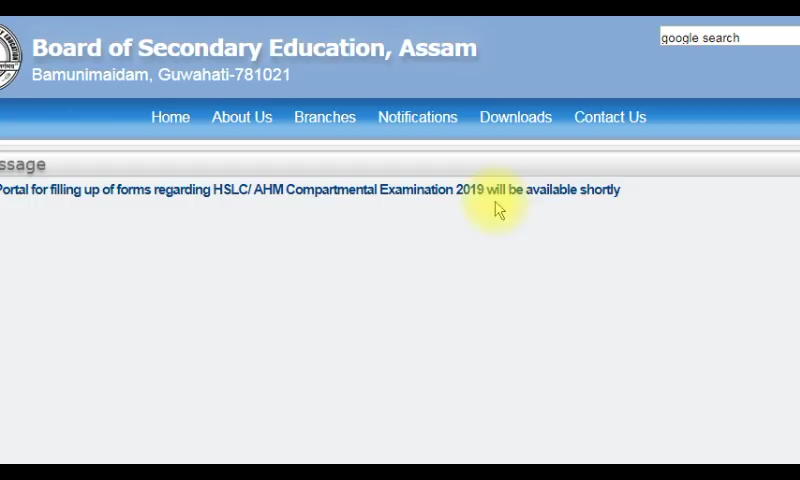 Board of Secondary Education, Assam
google search
Bamunimaidam, Guwahati-781021
Home About Us Branches Notifications Downloads Contact Us
ssage
Portal for filling up of forms regarding HSLC/ AHM Compartmental Examination 2019 will be available shortly